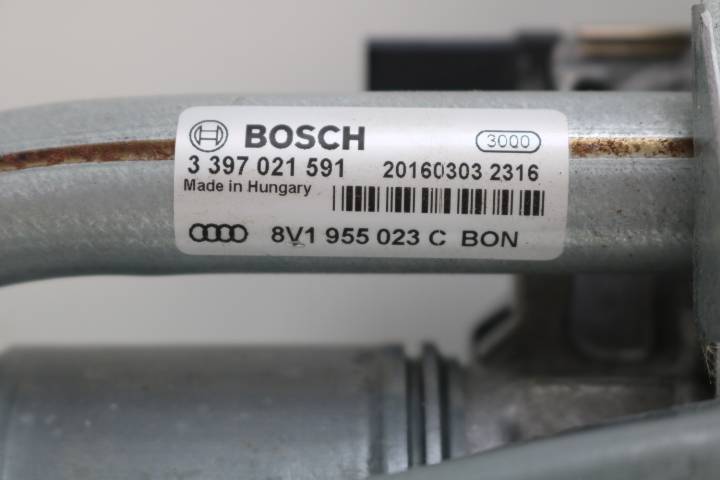 BOSCH 3000
3 397 021 591 20160303 2316
Made in Hungary
8V1 955 023 C BON